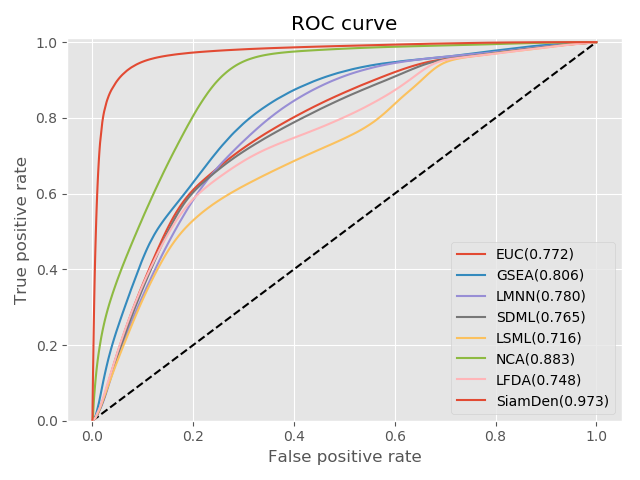 ROC curve
True positive rate
1.0
0.8
0.6
0.4
0.2
0.0
EUC(0.772)
GSEA(0.806)
LMNN(0.780)
SDML(0.765)
LSML(0.716)
NCA(0.883)
LFDA(0.748)
SiamDen(0.973)
0.0 0.2 0.4 0.6 0.8 1.0
False positive rate